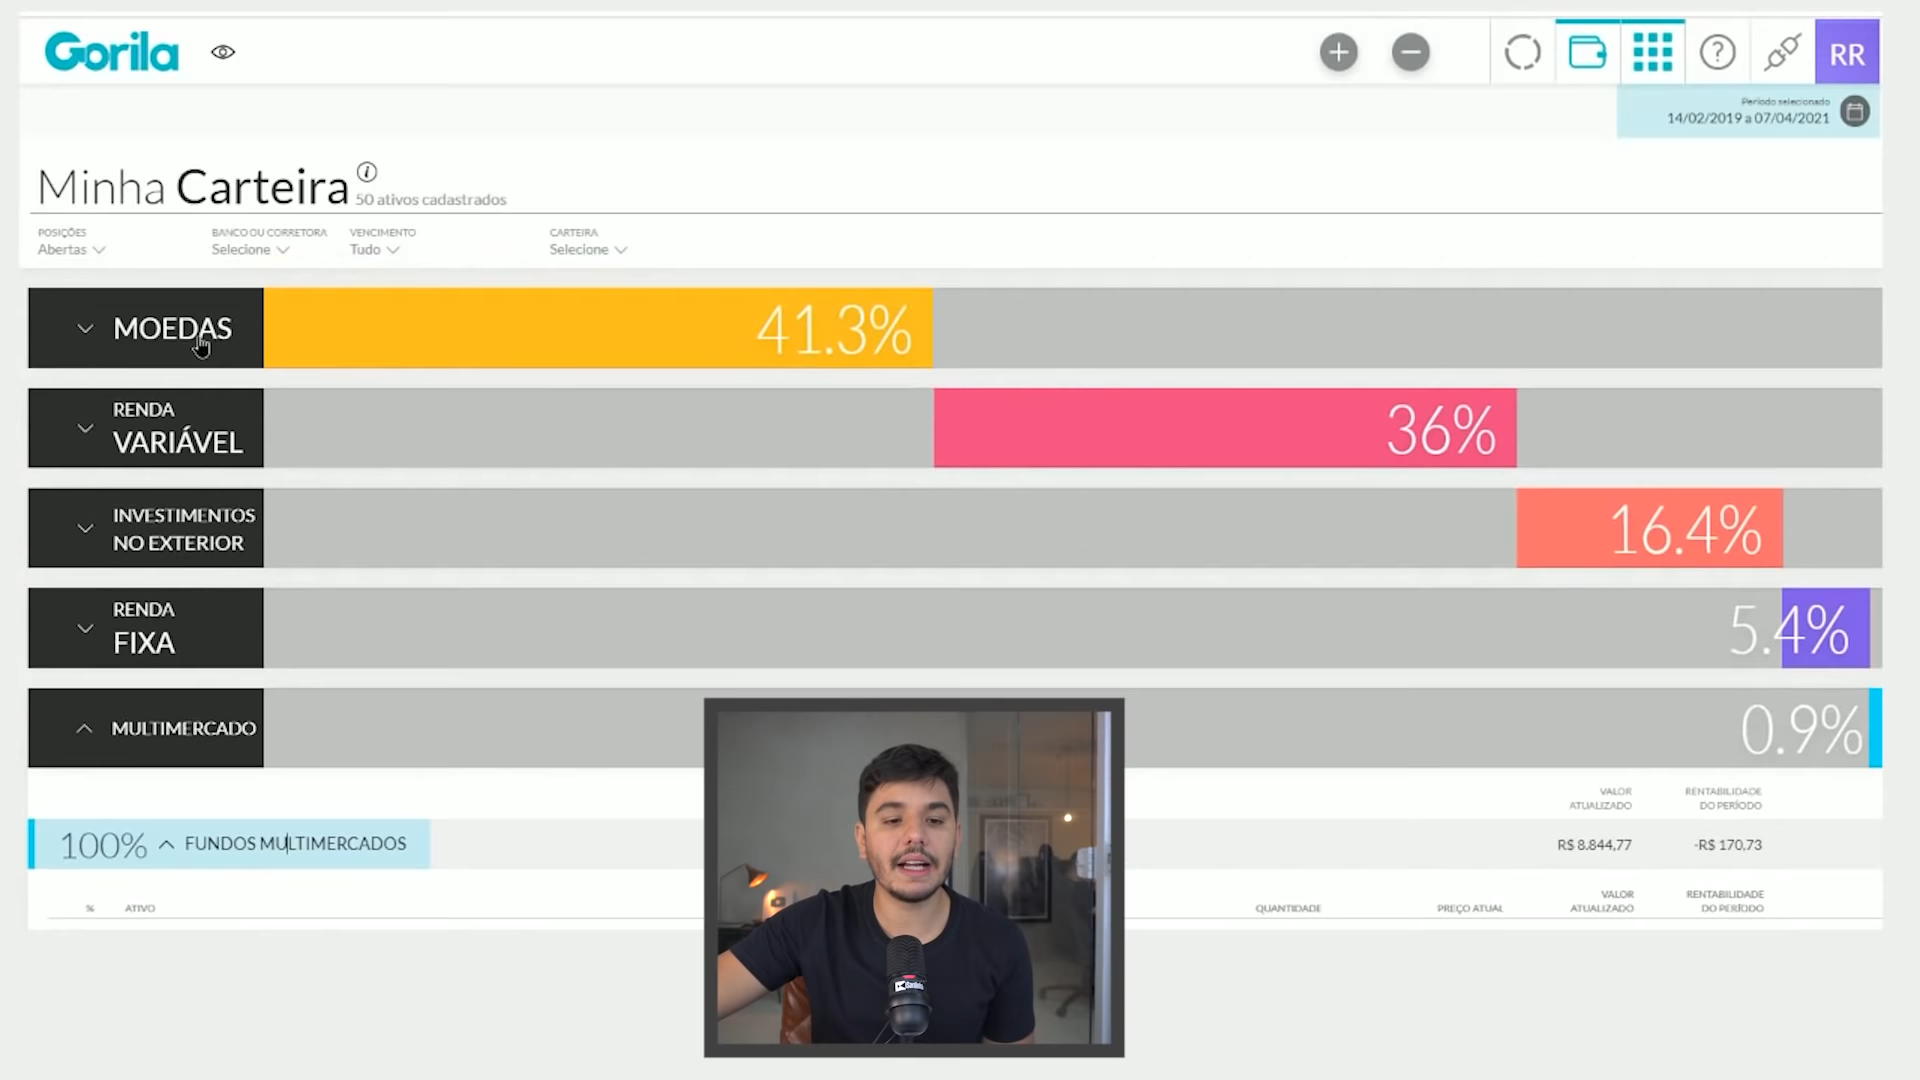 Gorila
RR
Período selecionado
14/02/2019 a 07/04/2021
Minha Carteira i
50 ativos cadastrados
POSIÇÕES
Abertas
BANCO OU CORRETORA
Selecione
VENCIMENTO
Tudo
CARTEIRA
Selecione
MOEDAS
41.3%
RENDA
VARIÁVEL
36%
INVESTIMENTOS
NO EXTERIOR
16.4%
RENDA
FIXA
5.4%
MULTIMERCADO
0.9%
VALOR
ATUALIZADO
RENTABILIDADE
DO PERÍODO
100% FUNDOS MULTIMERCADOS
R$ 8.844,77
-R$ 170,73
%
ATIVO
QUANTIDADE
PREÇO ATUAL
VALOR
ATUALIZADO
RENTABILIDADE
DO PERÍODO